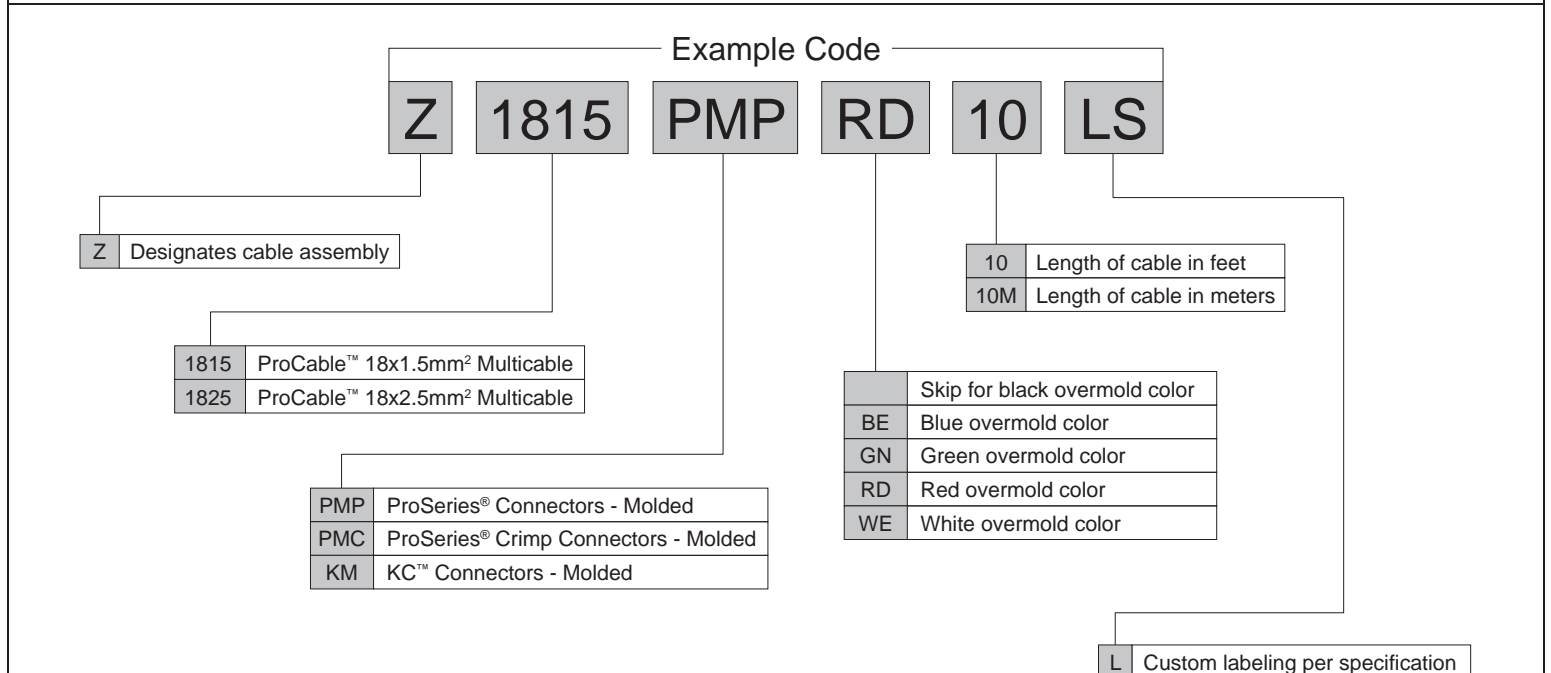 Example Code
Z 1815 PMP RD 10 LS
Z Designates cable assembly
10 Length of cable in feet
10M Length of cable in meters
1815 ProCable™ 18x1.5mm² Multicable
1825 ProCable™ 18x2.5mm² Multicable
Skip for black overmold color
BE Blue overmold color
GN Green overmold color
RD Red overmold color
WE White overmold color
PMP ProSeries® Connectors - Molded
PMC ProSeries® Crimp Connectors - Molded
KM KC™ Connectors - Molded
L Custom labeling per specification